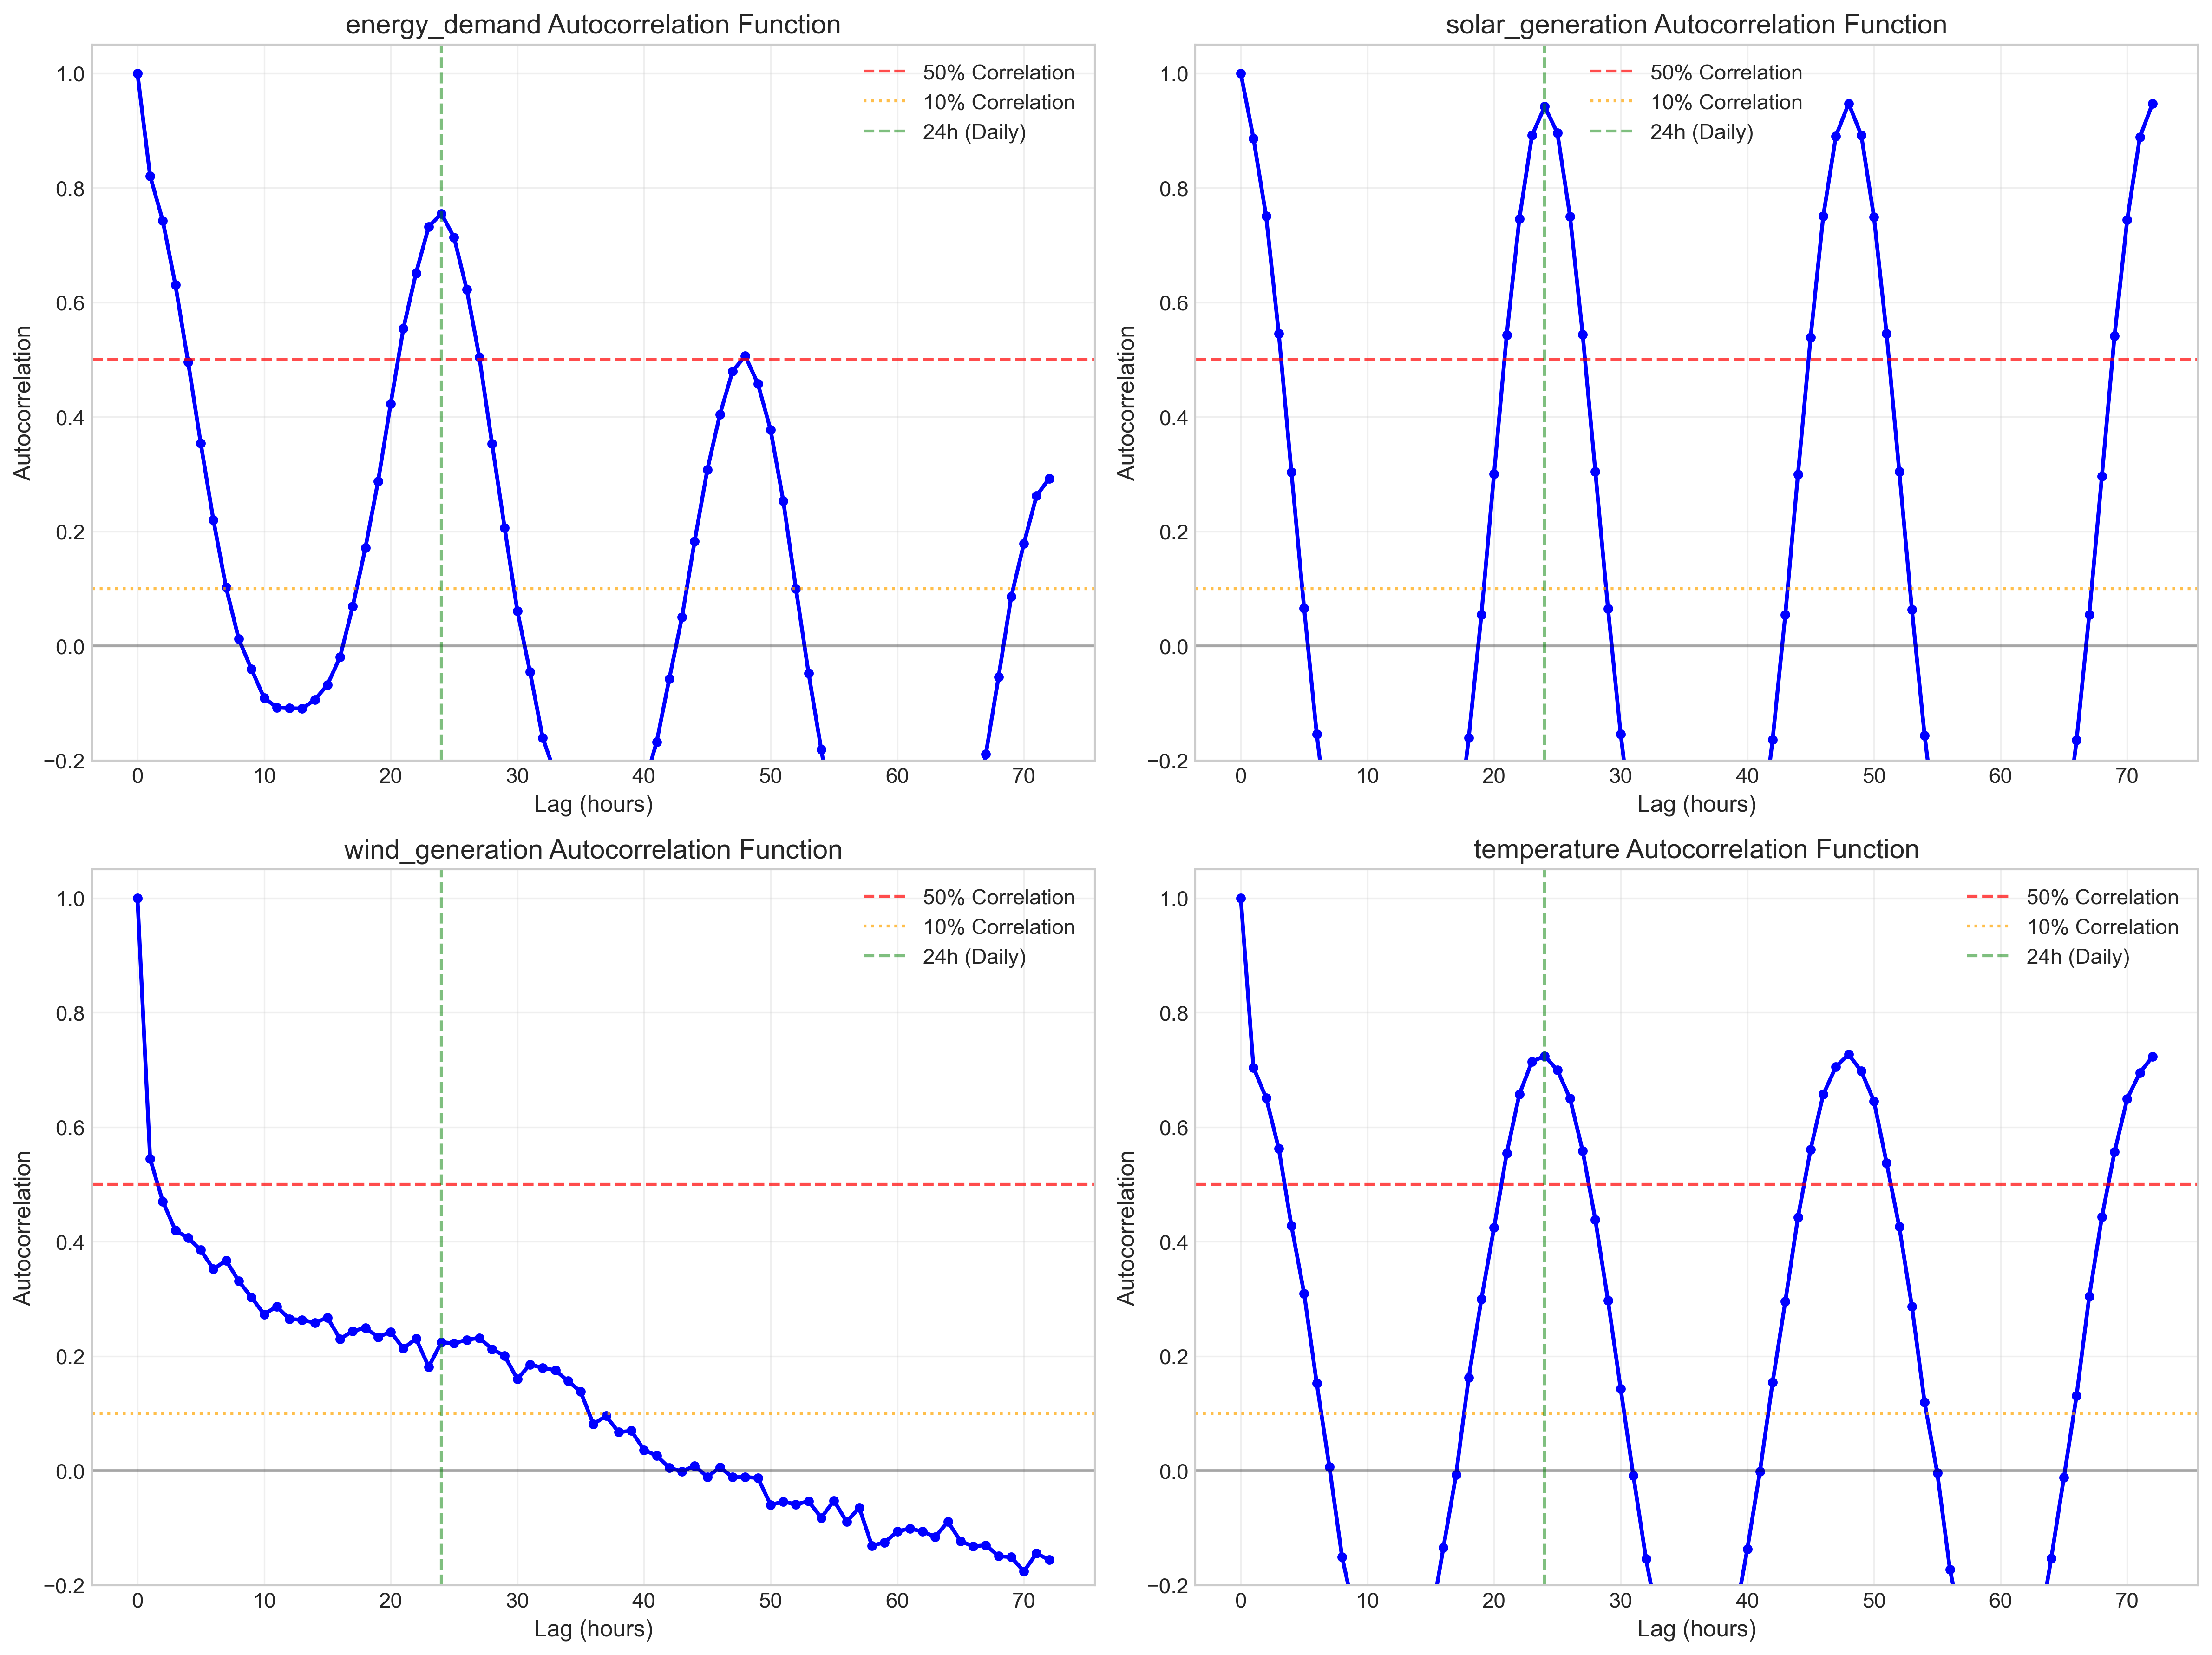 energy_demand Autocorrelation Function
1.0
0.8
0.6
0.4
0.2
0.0
−0.2
Autocorrelation
50% Correlation
10% Correlation
24h (Daily)
0 10 20 30 40 50 60 70
Lag (hours)
solar_generation Autocorrelation Function
1.0
0.8
0.6
0.4
0.2
0.0
−0.2
Autocorrelation
50% Correlation
10% Correlation
24h (Daily)
0 10 20 30 40 50 60 70
Lag (hours)
wind_generation Autocorrelation Function
1.0
0.8
0.6
0.4
0.2
0.0
−0.2
Autocorrelation
50% Correlation
10% Correlation
24h (Daily)
0 10 20 30 40 50 60 70
Lag (hours)
temperature Autocorrelation Function
1.0
0.8
0.6
0.4
0.2
0.0
−0.2
Autocorrelation
50% Correlation
10% Correlation
24h (Daily)
0 10 20 30 40 50 60 70
Lag (hours)